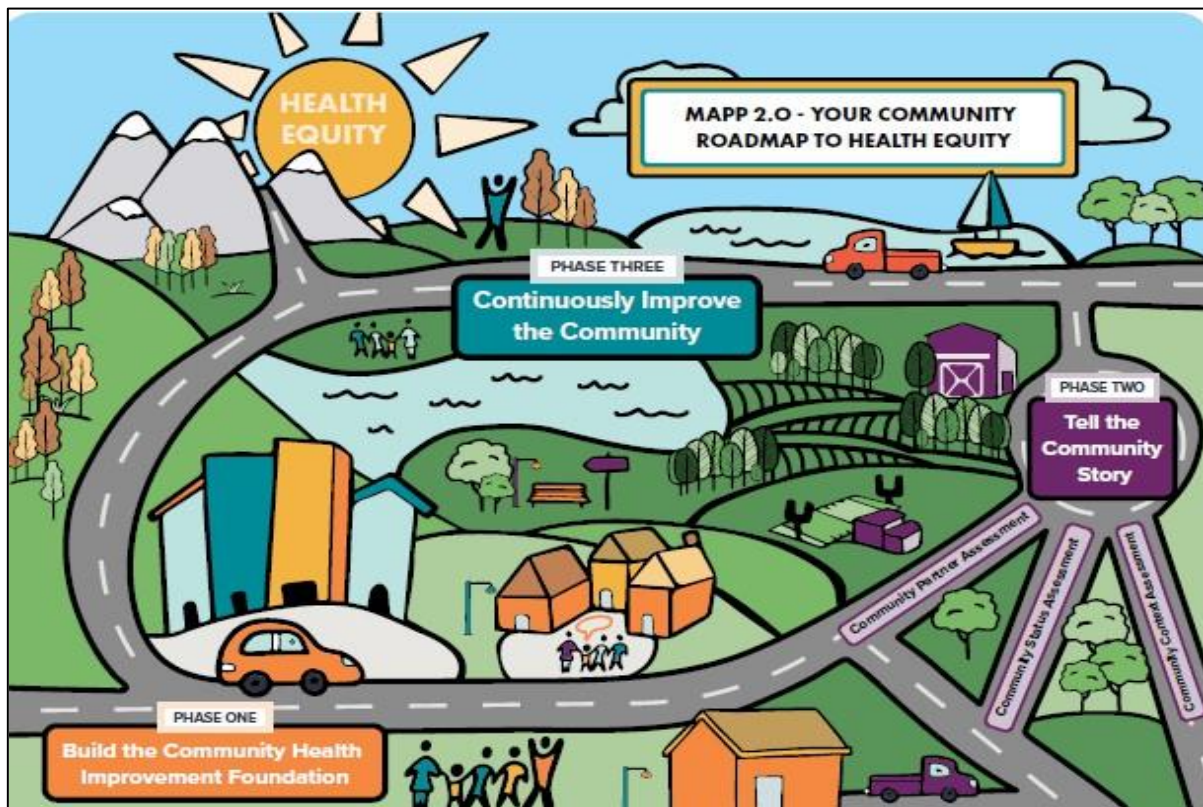 HEALTH
EQUITY
MAPP 2.O - YOUR COMMUNITY
ROADMAP TO HEALTH EQUITY
PHASE THREE
Continuously Improve
the Community
PHASE TWO
Tell the
Community
Story
Community Partner Assessment
Community Status Assessment
Community Context Assessment
PHASE ONE
Build the Community Health
Improvement Foundation